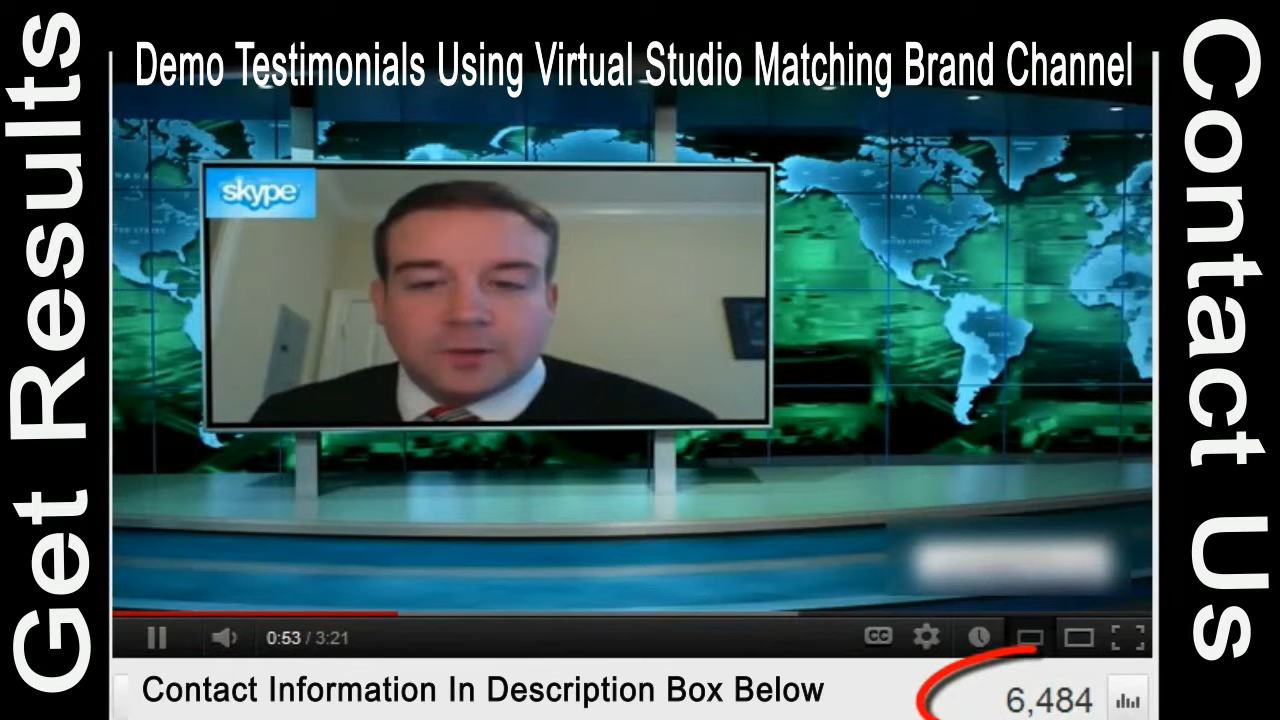 Get Results
Demo Testimonials Using Virtual Studio Matching Brand Channel
Contact Us
skype
0:53 / 3:21
CC
Contact Information In Description Box Below
6,484